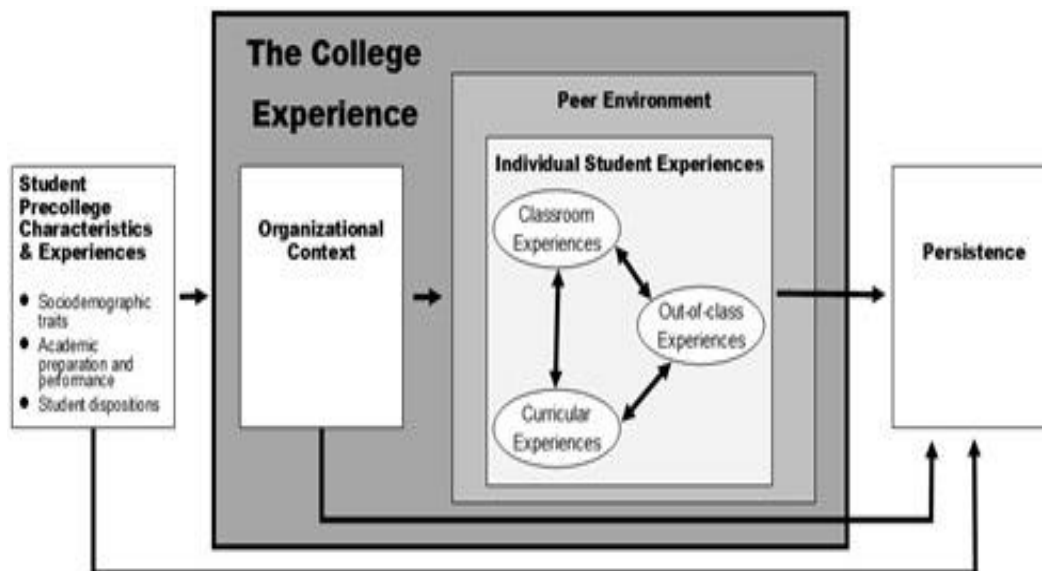 The College
Experience
Peer Environment
Individual Student Experiences
Student
Precollege
Characteristics
& Experiences
● Sociodemographic
traits
● Academic
preparation and
performance
● Student dispositions
Organizational
Context
Classroom
Experiences
Out-of-class
Experiences
Curricular
Experiences
Persistence